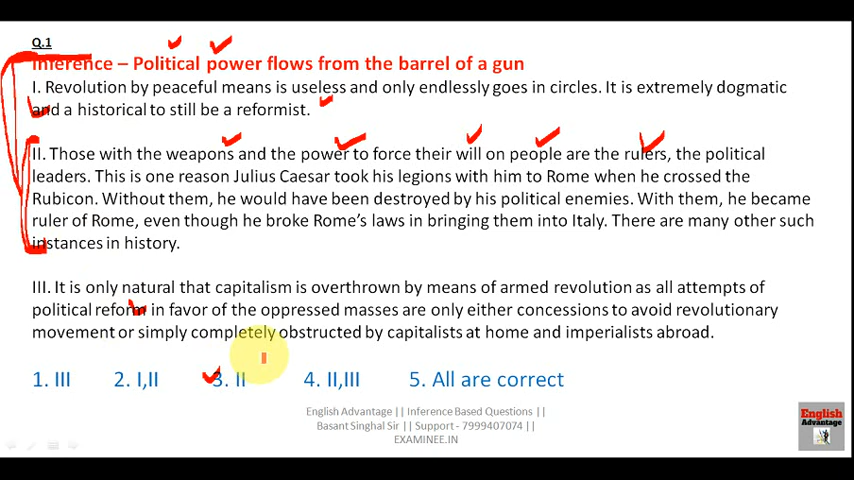 Q.1
Inference – Political power flows from the barrel of a gun
I. Revolution by peaceful means is useless and only endlessly goes in circles. It is extremely dogmatic
and a historical to still be a reformist.
II. Those with the weapons and the power to force their will on people are the rulers, the political
leaders. This is one reason Julius Caesar took his legions with him to Rome when he crossed the
Rubicon. Without them, he would have been destroyed by his political enemies. With them, he became
ruler of Rome, even though he broke Rome's laws in bringing them into Italy. There are many other such
instances in history.
III. It is only natural that capitalism is overthrown by means of armed revolution as all attempts of
political reform in favor of the oppressed masses are only either concessions to avoid revolutionary
movement or simply completely obstructed by capitalists at home and imperialists abroad.
1. III 2. I,II 3. II 4. II,III 5. All are correct
English Advantage || Inference Based Questions ||
Basant Singhal Sir || Support - 7999407074 ||
EXAMINEE.IN
English
Advantage